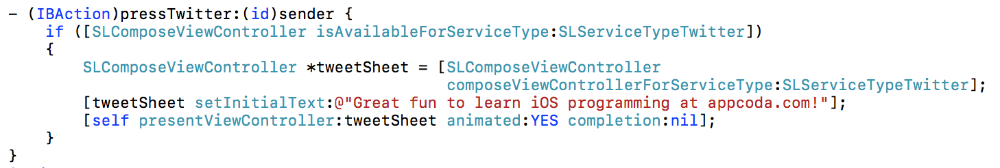 - (IBAction)pressTwitter:(id)sender {
    if ([SLComposeViewController isAvailableForServiceType:SLServiceTypeTwitter])
    {
        SLComposeViewController *tweetSheet = [SLComposeViewController
                                               composeViewControllerForServiceType:SLServiceTypeTwitter];
        [tweetSheet setInitialText:@"Great fun to learn iOS programming at appcoda.com!"];
        [self presentViewController:tweetSheet animated:YES completion:nil];
    }
}